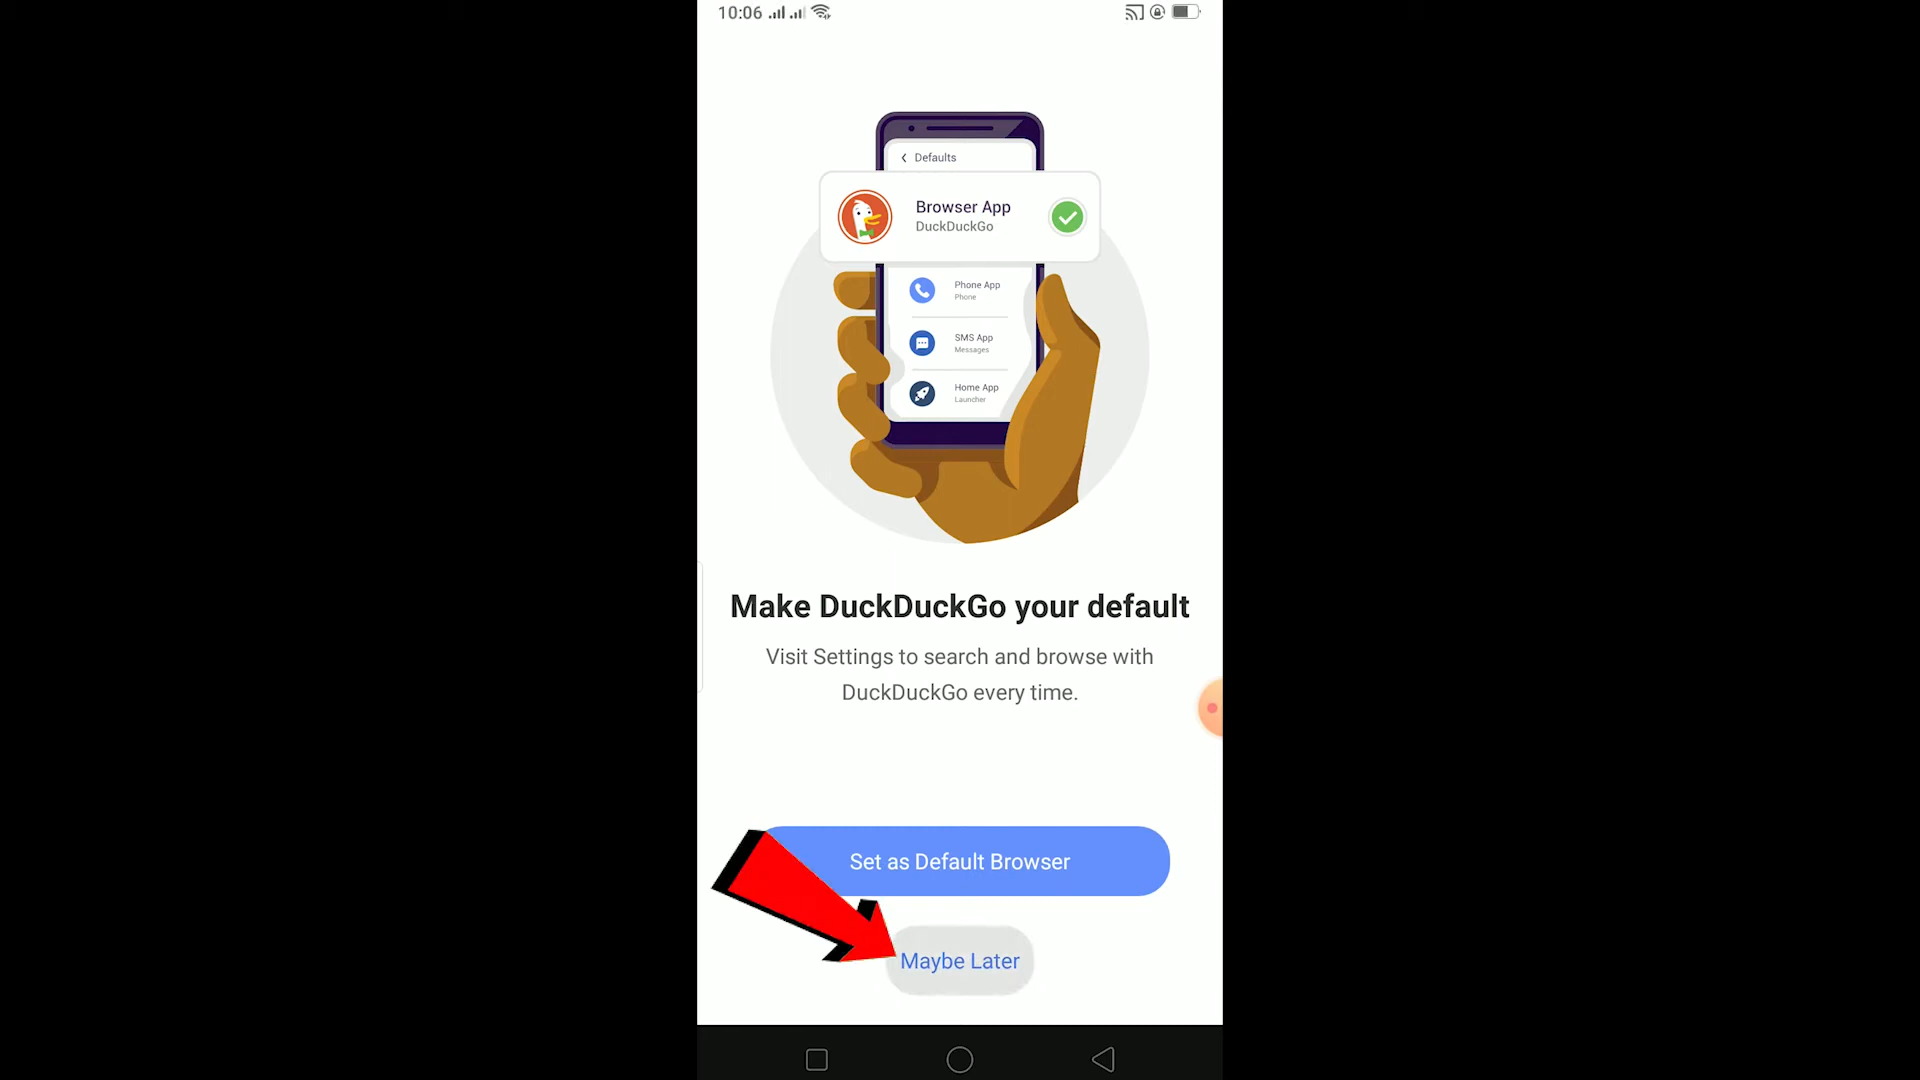 10:06
Defaults
Browser App
DuckDuckGo
Phone App
Phone
SMS App
Messages
Home App
Launcher
Make DuckDuckGo your default
Visit Settings to search and browse with
DuckDuckGo every time.
Set as Default Browser
Maybe Later